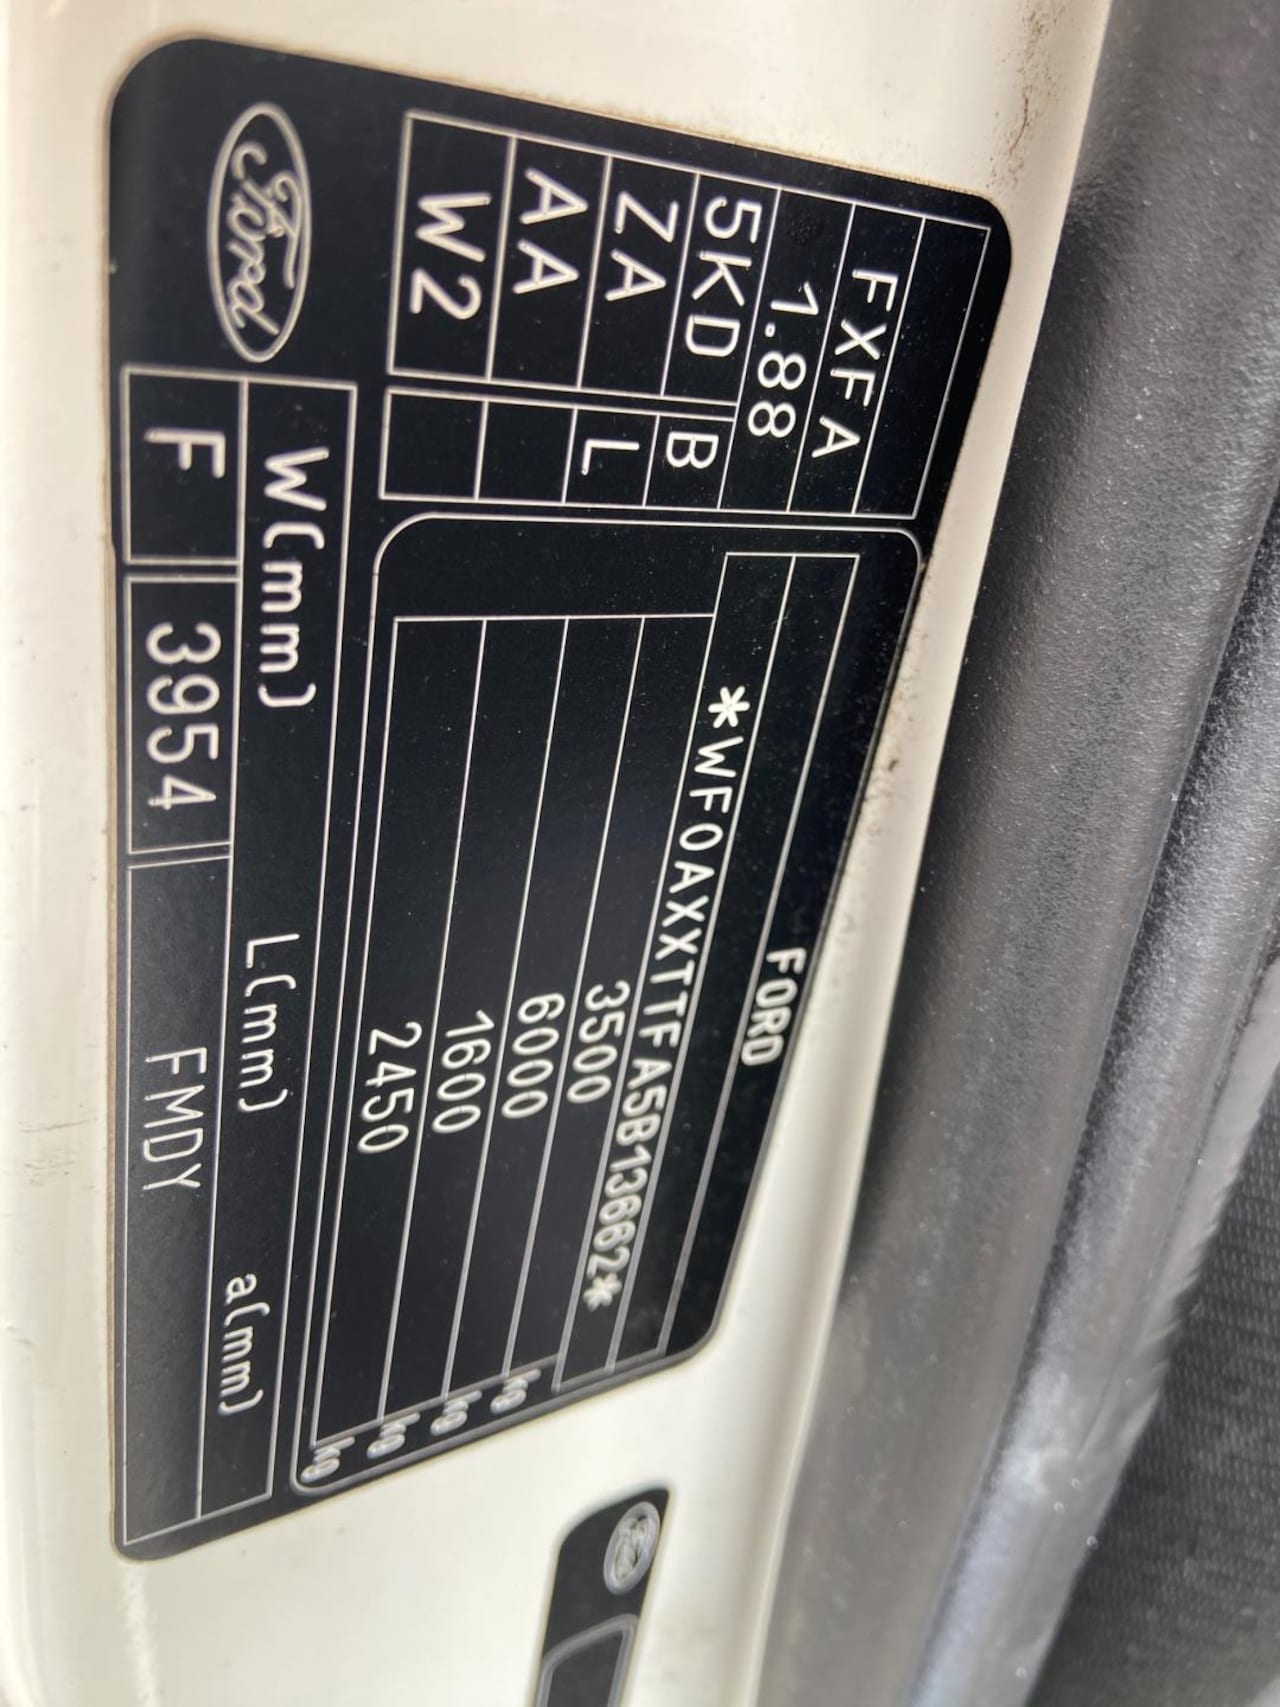 FXFA
1.88
5KD B
ZA L
AA
W2
Ford
FORD
*WF0AXXTTFA5B13662*
3500 kg
6000 kg
1600 kg
2450 kg
W(mm) L(mm) a(mm)
F 3954 FMDY
Ford